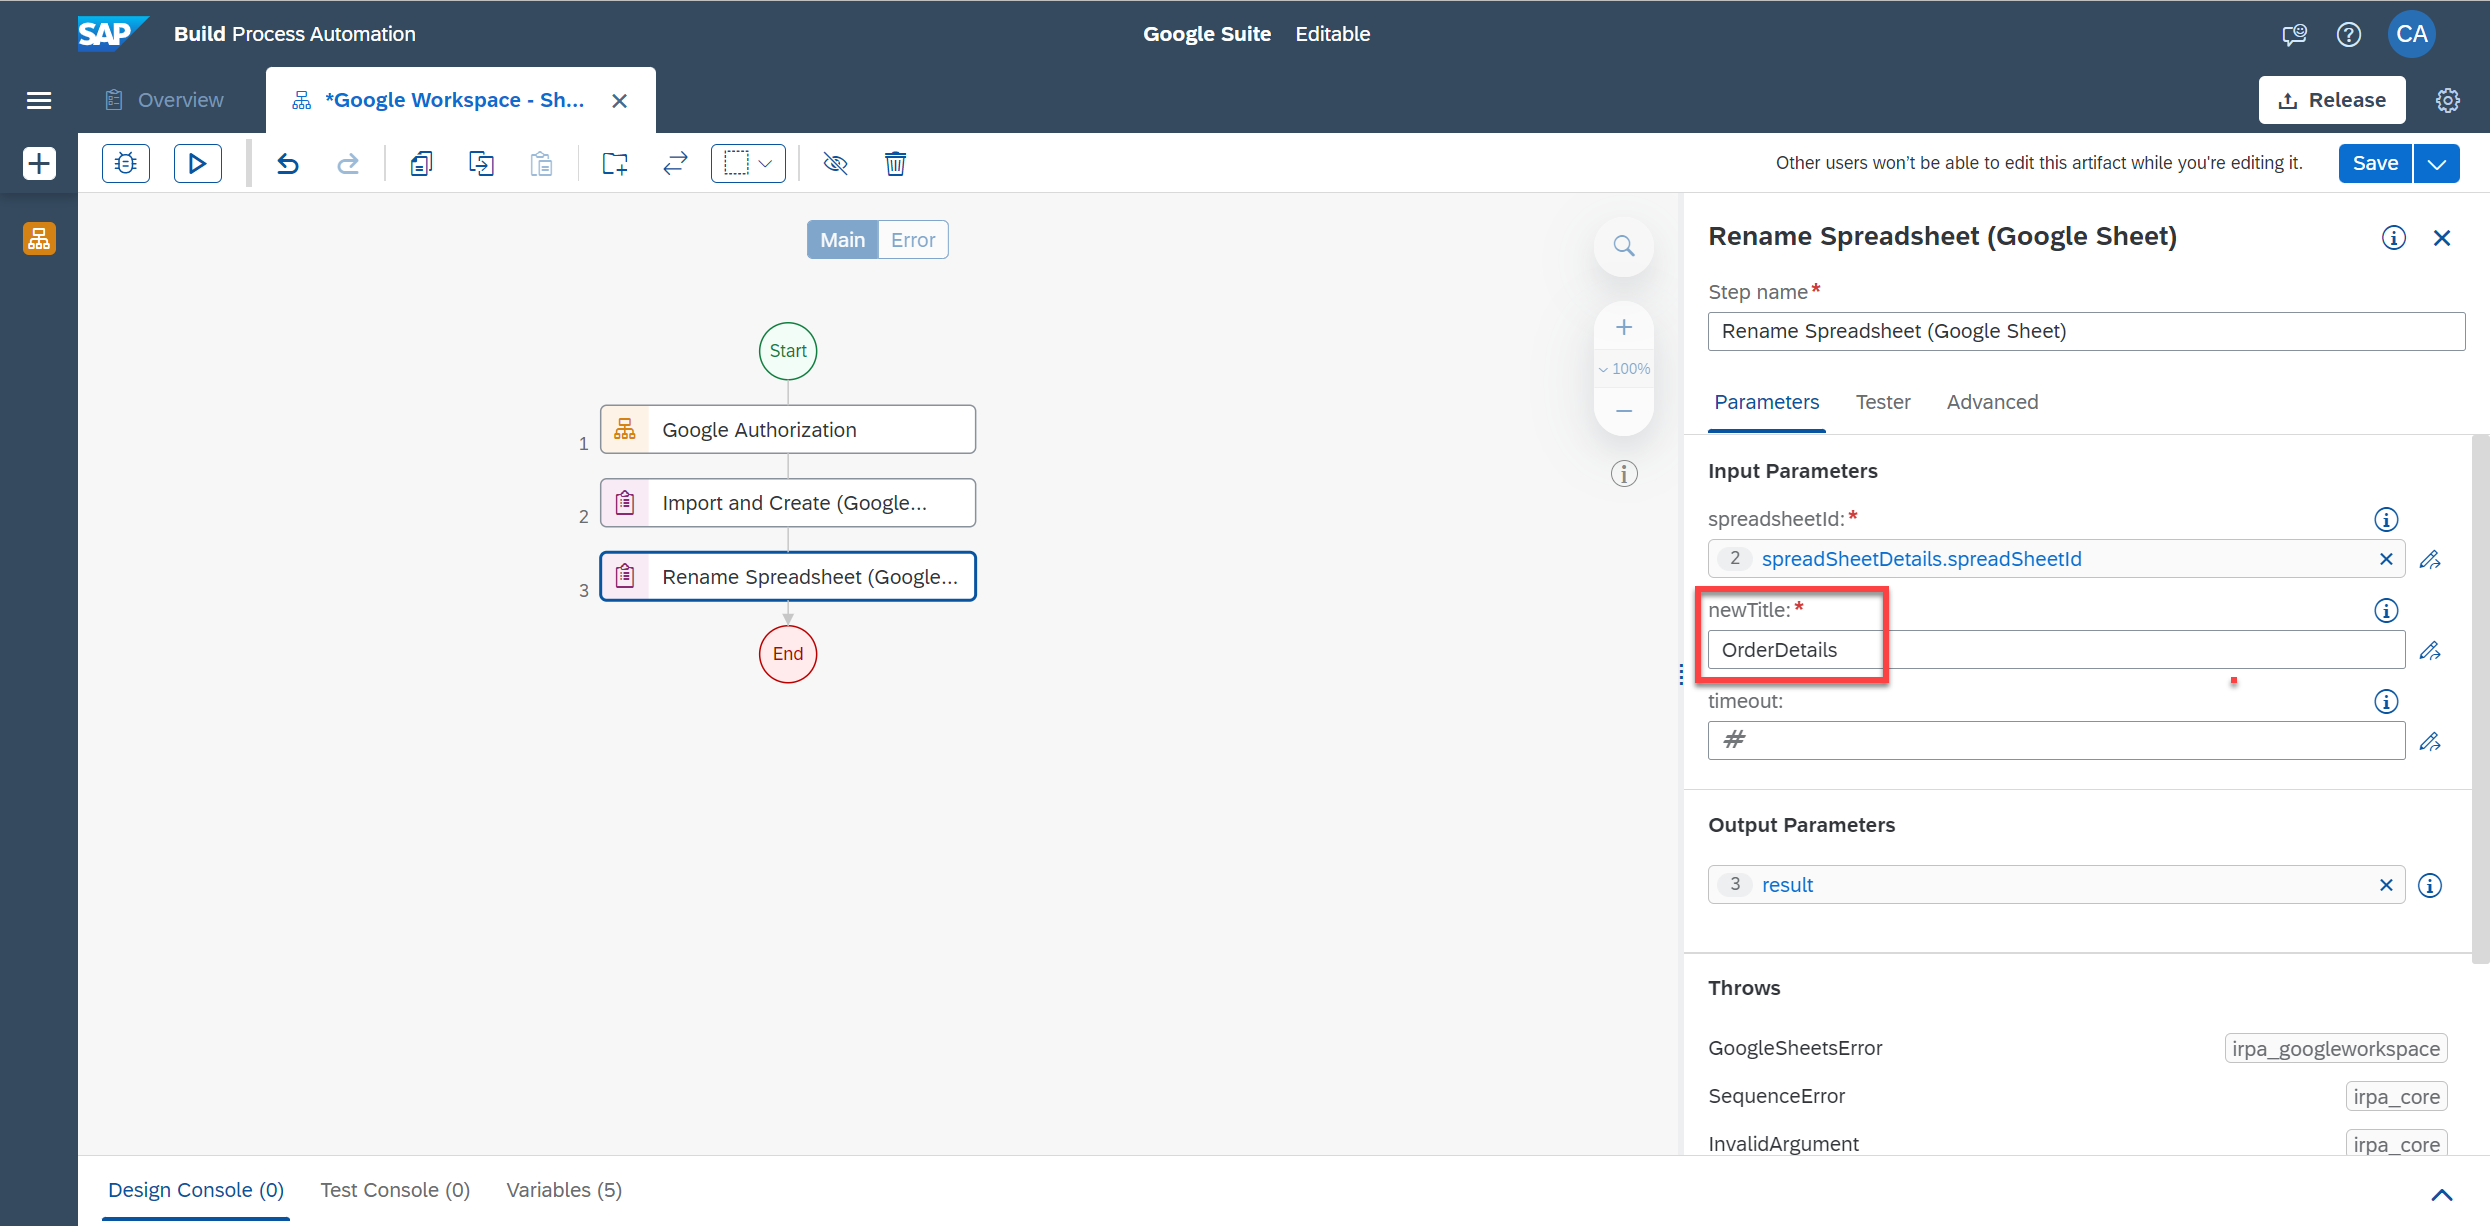 SAP Build Process Automation
Google Suite Editable
CA
Overview
*Google Workspace - Sh...
Release
Other users won't be able to edit this artifact while you're editing it.
Save
Main
Error
100%
Start
1
Google Authorization
2
Import and Create (Google...
3
Rename Spreadsheet (Google...
End
Rename Spreadsheet (Google Sheet)
Step name*
Rename Spreadsheet (Google Sheet)
Parameters
Tester
Advanced
Input Parameters
spreadsheetId:*
2 spreadSheetDetails.spreadSheetId
newTitle:*
OrderDetails
timeout:
#
Output Parameters
3 result
Throws
GoogleSheetsError irpa_googleworkspace
SequenceError irpa_core
InvalidArgument irpa_core
Design Console (0)
Test Console (0)
Variables (5)